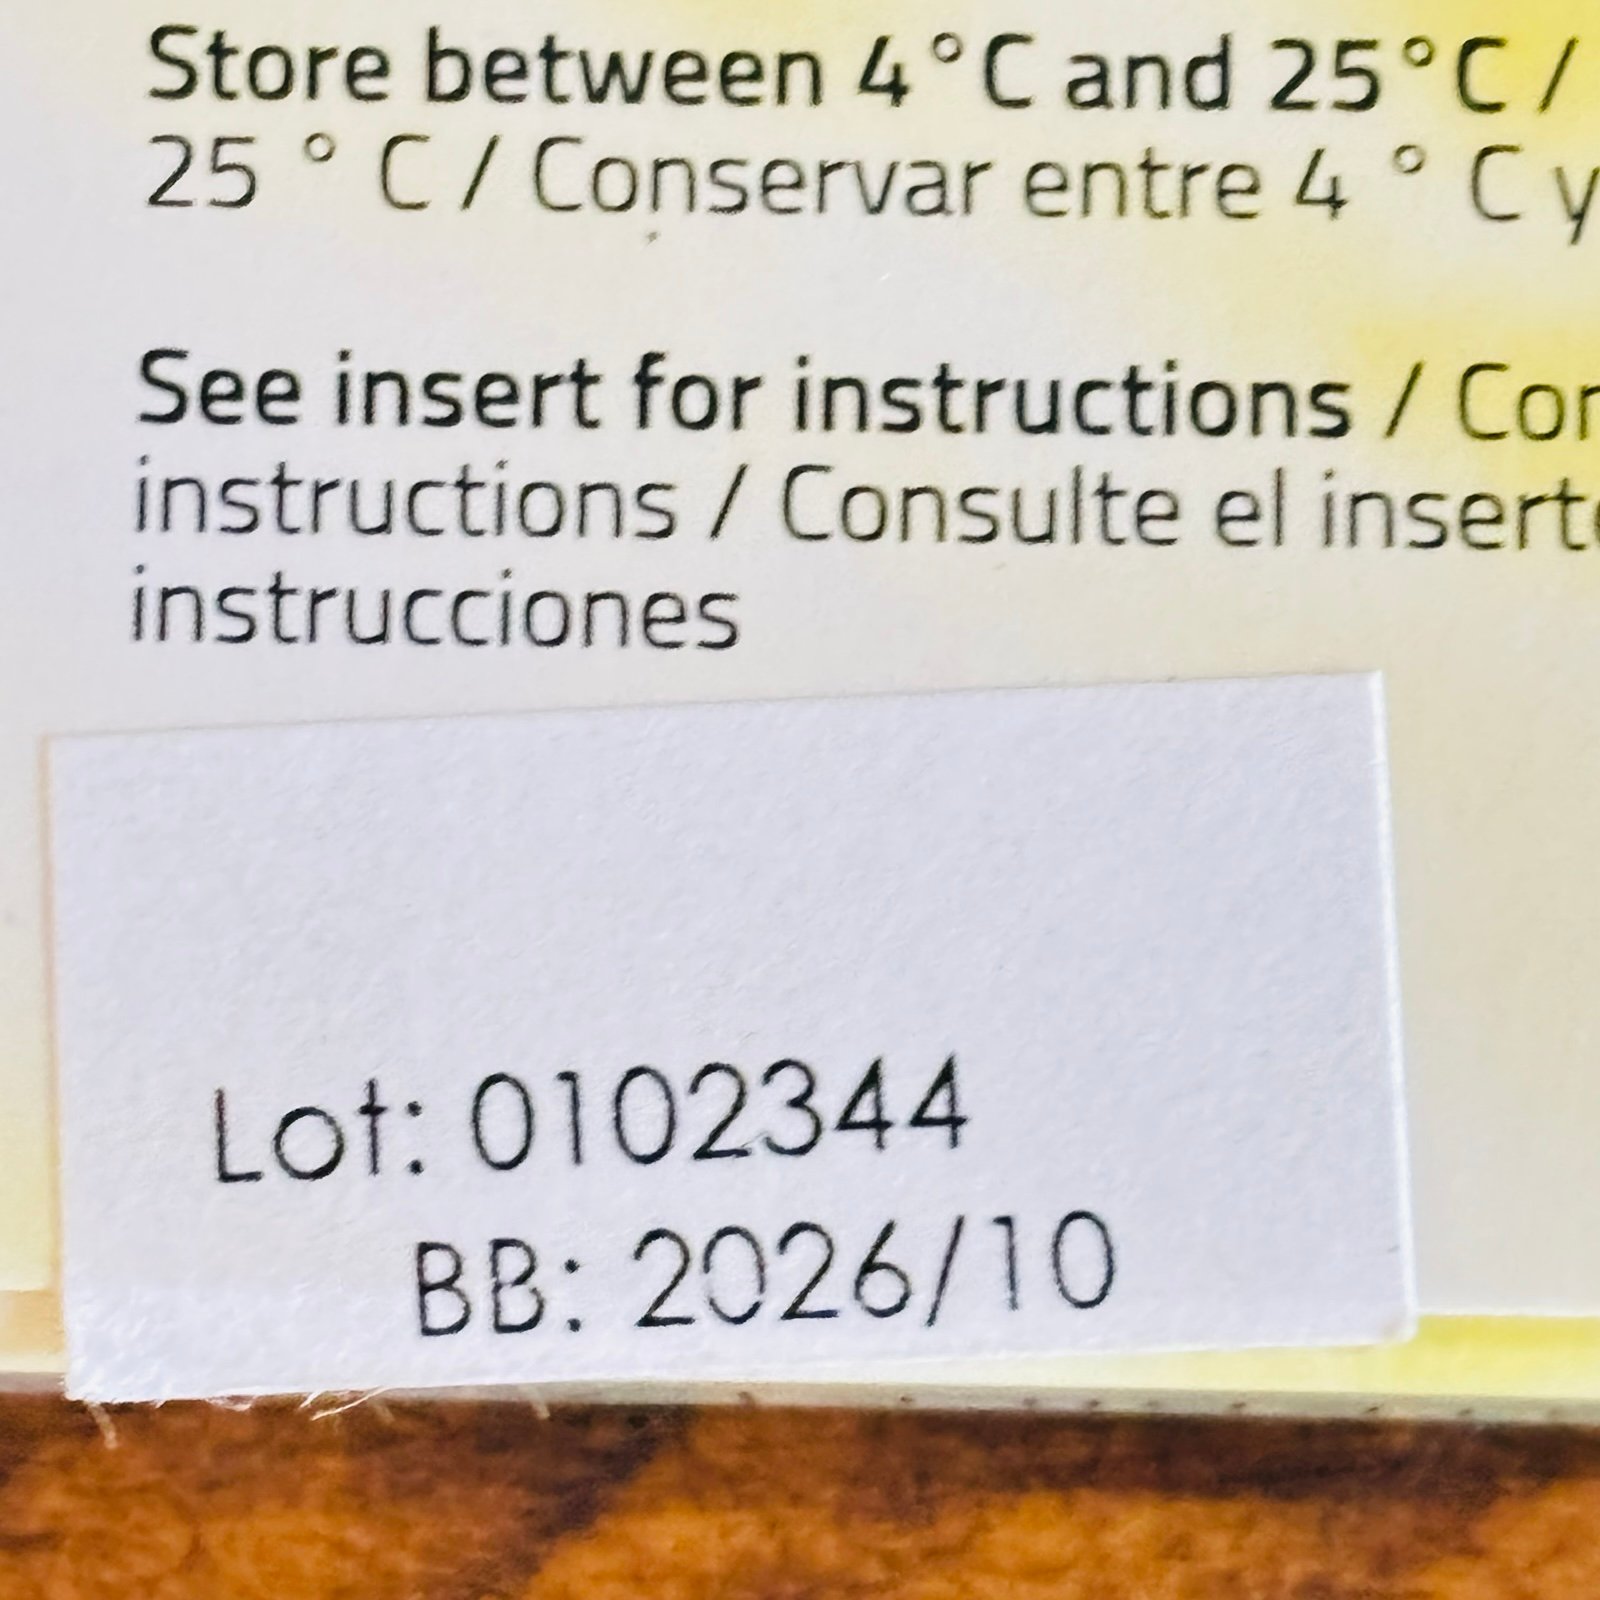 Store between 4°C and 25°C /
25 ° C / Conservar entre 4 ° C y
See insert for instructions /
instructions / Consulte el
instrucciones
Lot: 0102344
BB: 2026/10